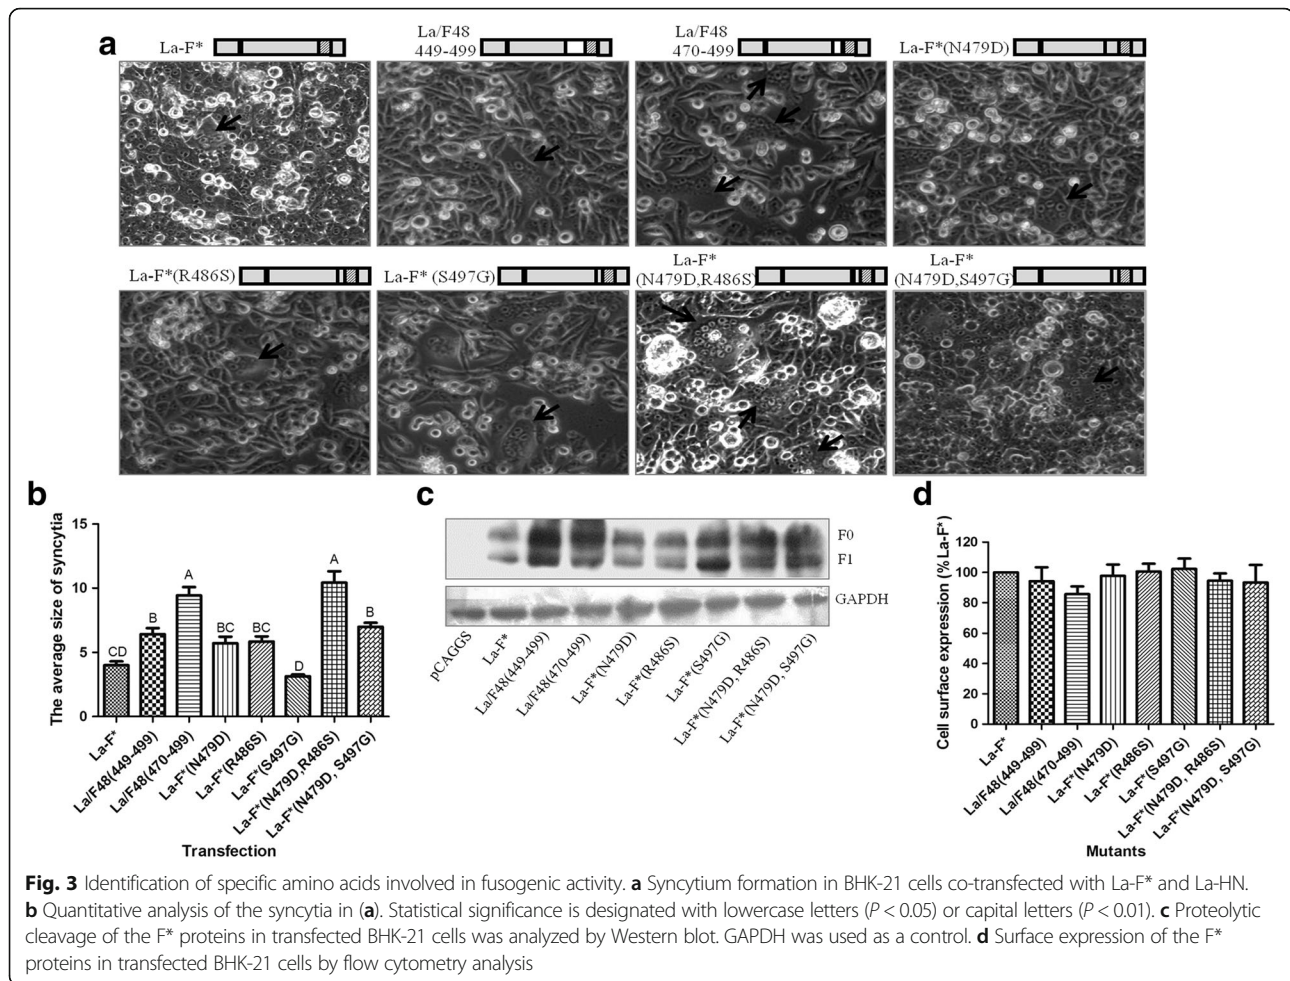 a
La-F*
La/F48
449-499
La/F48
470-499
La-F*(N479D)
La-F*(R486S)
La-F* (S497G)
La-F*
(N479D,R486S)
La-F*
(N479D,S497G)
b
The average size of syncytia
15
10
5
0
CD
B
A
BC
BC
D
A
B
La-F*
La/F48(449-499)
La/F48(470-499)
La-F*(N479D)
La-F*(R486S)
La-F*(S497G)
La-F*(N479D,R486S)
La-F*(N479D, S497G)
Transfection
c
F0
F1
GAPDH
pCAGGS
La-F*
La/F48(449-499)
La/F48(470-499)
La-F*(N479D)
La-F*(R486S)
La-F*(S497G)
La-F*(N479D, R486S)
La-F*(N479D, S497G)
d
Cell surface expression (% La-F*)
120
100
80
60
40
20
0
La-F*
La/F48(449-499)
La/F48(470-499)
La-F*(N479D)
La-F*(R486S)
La-F*(S497G)
La-F*(N479D, R486S)
La-F*(N479D, S497G)
Mutants
Fig. 3 Identification of specific amino acids involved in fusogenic activity. a Syncytium formation in BHK-21 cells co-transfected with La-F* and La-HN.
b Quantitative analysis of the syncytia in (a). Statistical significance is designated with lowercase letters (P < 0.05) or capital letters (P < 0.01). c Proteolytic
cleavage of the F* proteins in transfected BHK-21 cells was analyzed by Western blot. GAPDH was used as a control. d Surface expression of the F*
proteins in transfected BHK-21 cells by flow cytometry analysis